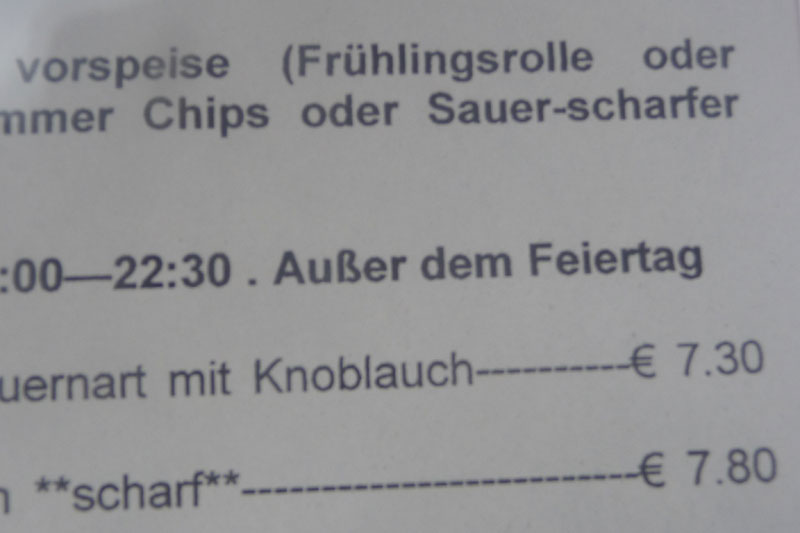 vorspeise (Frühlingsrolle oder
mmer Chips oder Sauer-scharfer
:00—22:30 . Außer dem Feiertag
uernart mit Knoblauch----------€ 7.30
**scharf**-------------------------€ 7.80